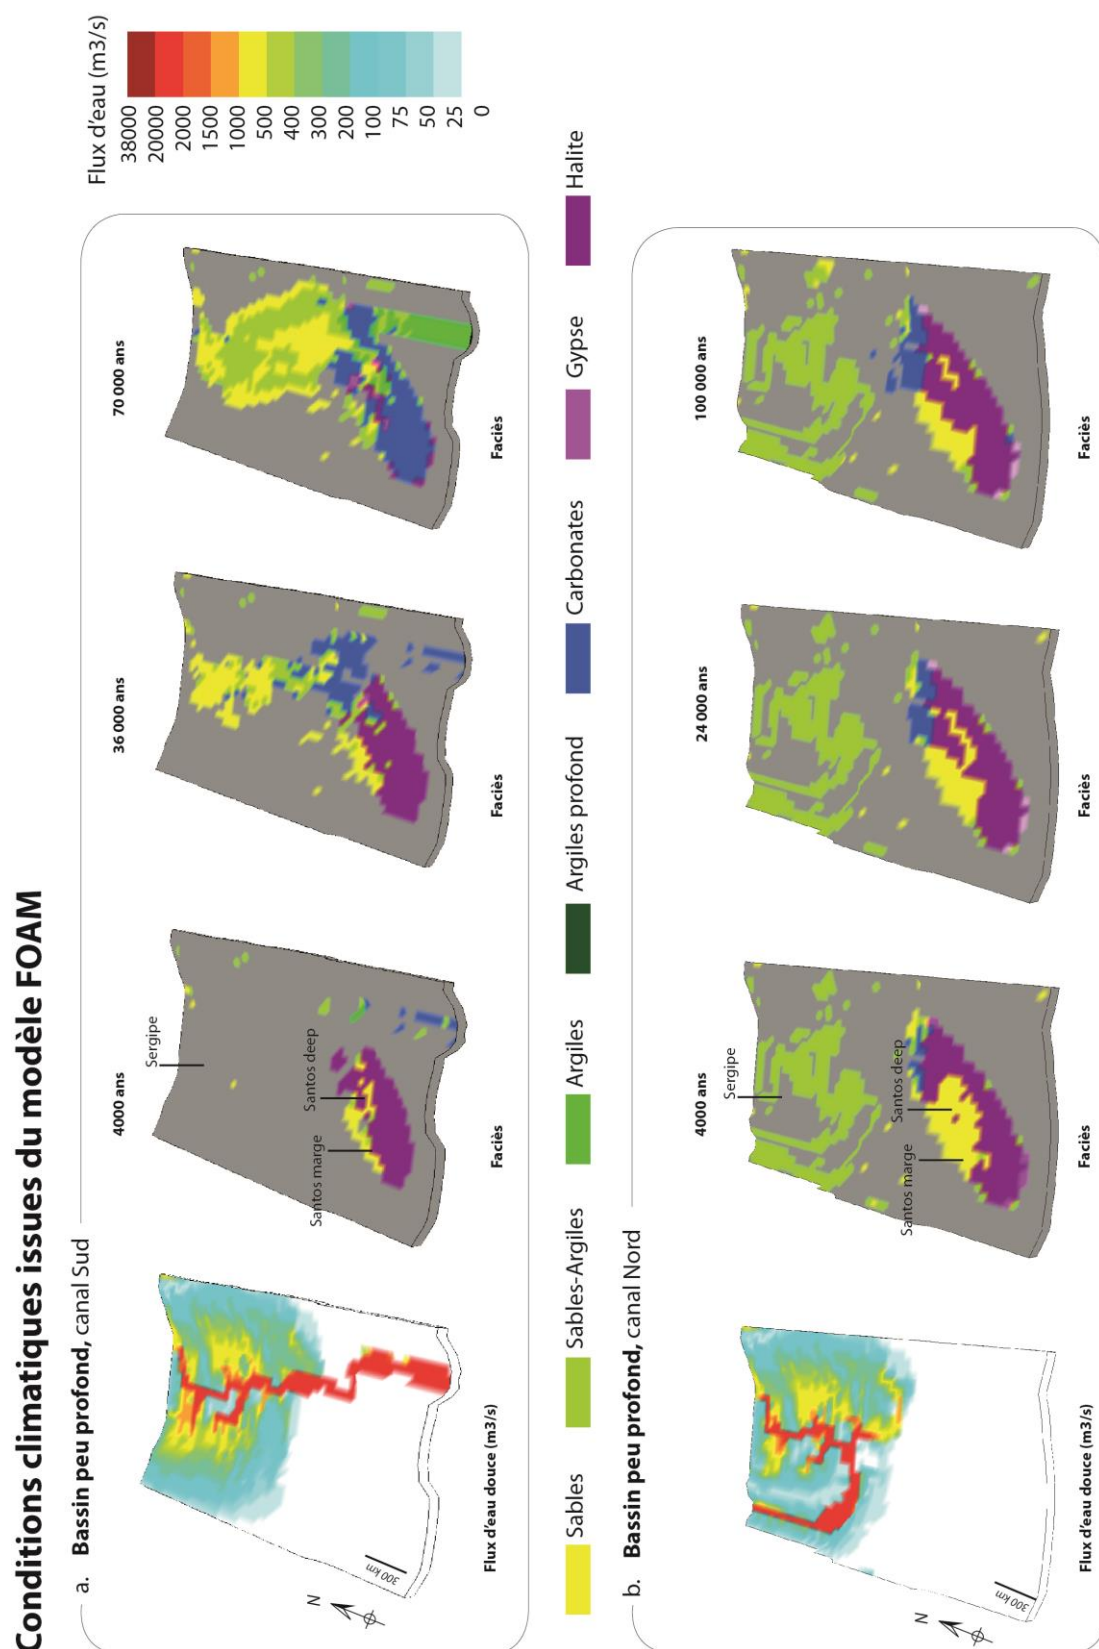 Conditions climatiques issues du modèle FOAM
a. Bassin peu profond, canal Sud
4000 ans
36 000 ans
70 000 ans
Flux d'eau (m3/s)
38000
20000
2000
1500
1000
500
400
300
200
100
75
50
25
0
Sergipe
Santos marge
Santos deep
N
300 km
Flux d'eau douce (m3/s)
Faciès
Faciès
Faciès
Sables
Sables-Argiles
Argiles
Argiles profond
Carbonates
Gypse
Halite
b. Bassin peu profond, canal Nord
4000 ans
24 000 ans
100 000 ans
Sergipe
Santos marge
Santos deep
N
300 km
Flux d'eau douce (m3/s)
Faciès
Faciès
Faciès